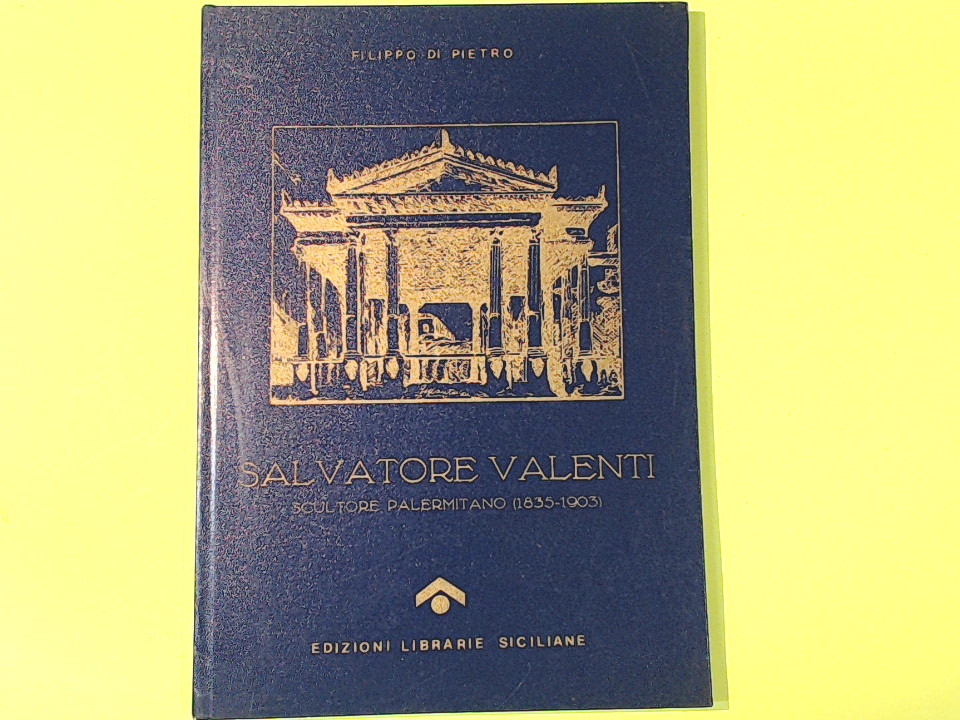 FILIPPO DI PIETRO
SALVATORE VALENTI
SCULTORE PALERMITANO (1835-1903)
EDIZIONI LIBRARIE SICILIANE